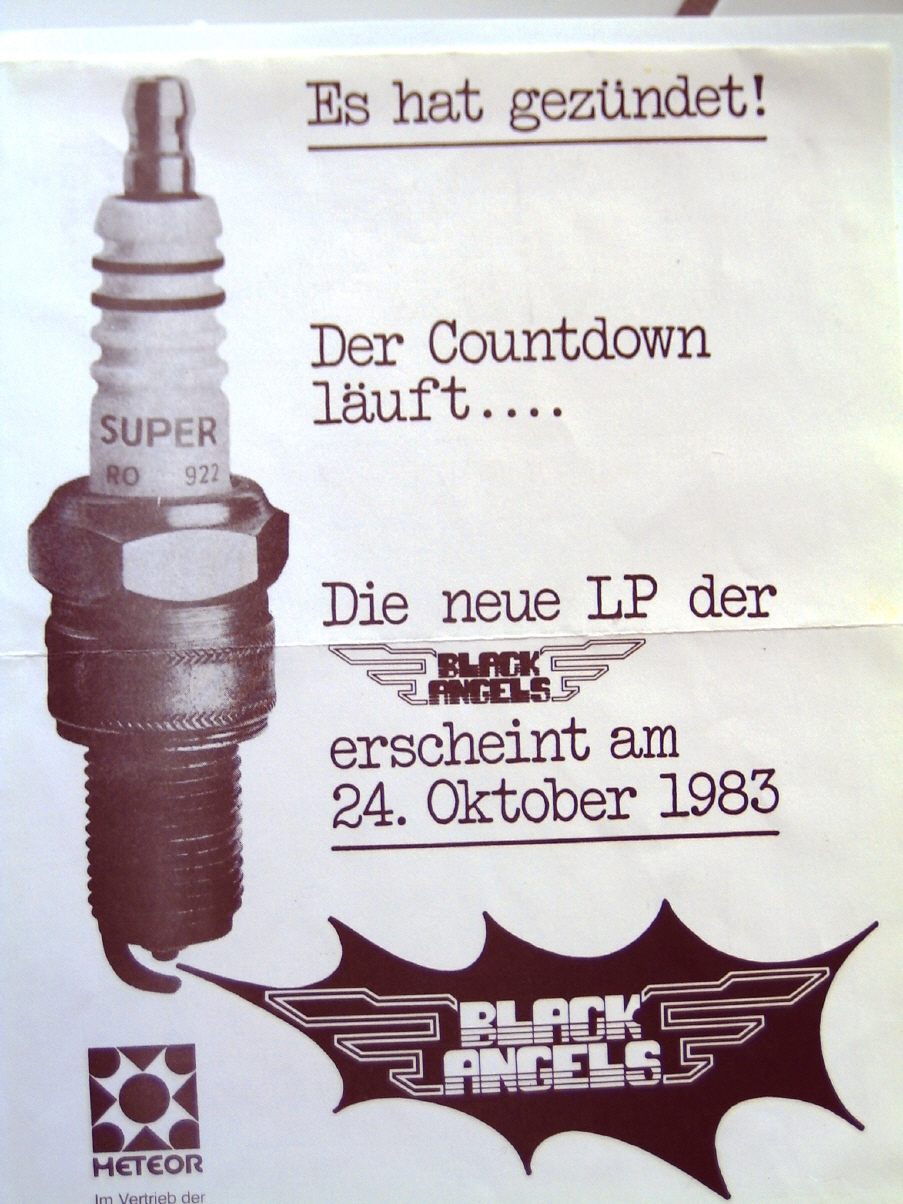 Es hat gezündet!
Der Countdown
läuft....
SUPER
RO 922
Die neue LP der
BLACK
ANGELS
erscheint am
24. Oktober 1983
BLACK
ANGELS
METEOR
Im Vertrieb der